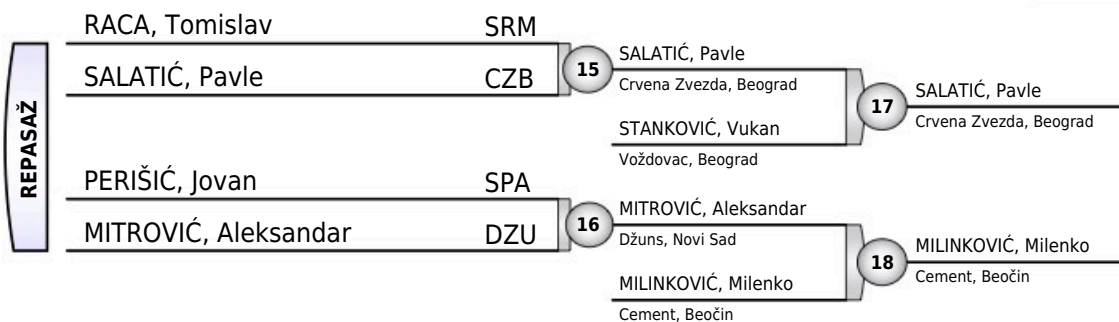 REPASAŽ
RACA, Tomislav SRM
SALATIĆ, Pavle CZB
15
SALATIĆ, Pavle
Crvena Zvezda, Beograd
STANKOVIĆ, Vukan
Voždovac, Beograd
17
SALATIĆ, Pavle
Crvena Zvezda, Beograd
PERIŠIĆ, Jovan SPA
MITROVIĆ, Aleksandar DZU
16
MITROVIĆ, Aleksandar
Džuns, Novi Sad
MILINKOVIĆ, Milenko
Cement, Beočin
18
MILINKOVIĆ, Milenko
Cement, Beočin